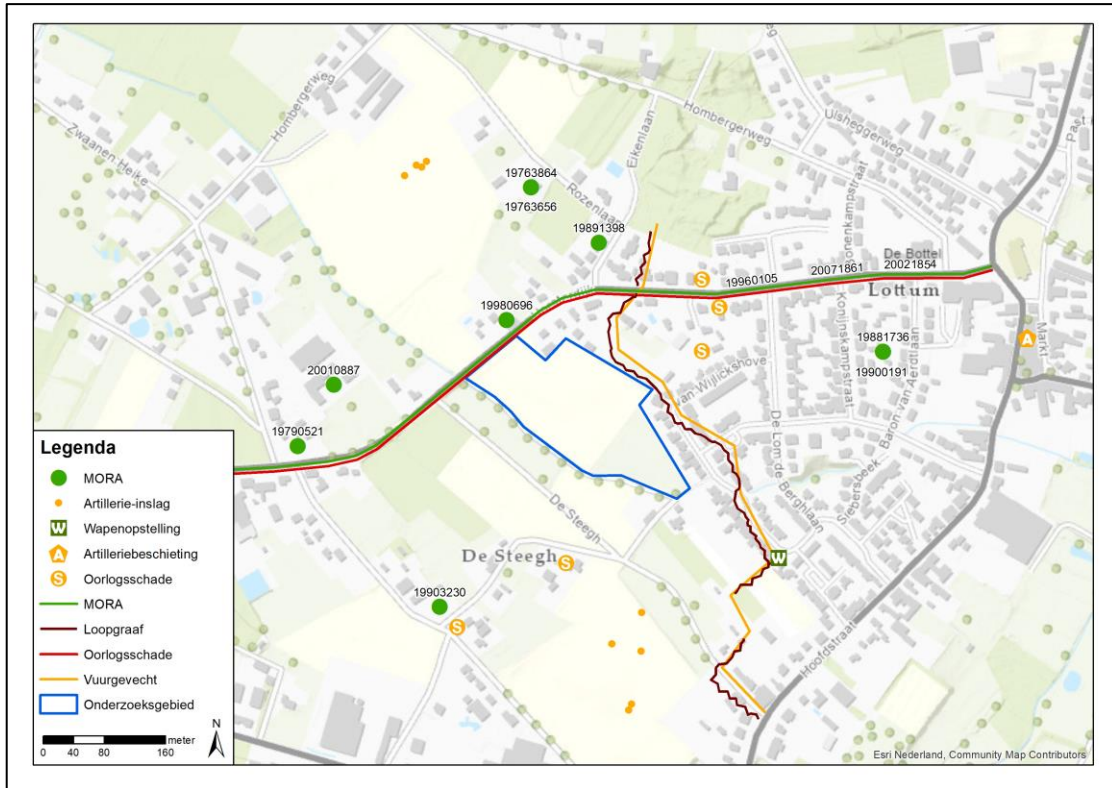 Hombergerweg
Zwaanen Heike
Hombergerweg
Ulsheggerweg
Eikenlaan
19763864
19763656
Rozenlaan
19891398
19960105
20071861
De Bottel
20021854
Lottum
19980696
Konijnskampstraat
19881736
19900191
Markt
A
S
S
S
20010887
van Wijlickshove
Baron van Aerdtlaan
De Lom de Berghlaan
Siebersbeek
19790521
De Steegh
De Steegh
S
W
19903230
S
Hoofdstraat
Legenda
MORA
Artillerie-inslag
W Wapenopstelling
A Artilleriebeschieting
S Oorlogsschade
MORA
Loopgraaf
Oorlogsschade
Vuurgevecht
Onderzoeksgebied
N
meter
0 40 80 160
Esri Nederland, Community Map Contributors